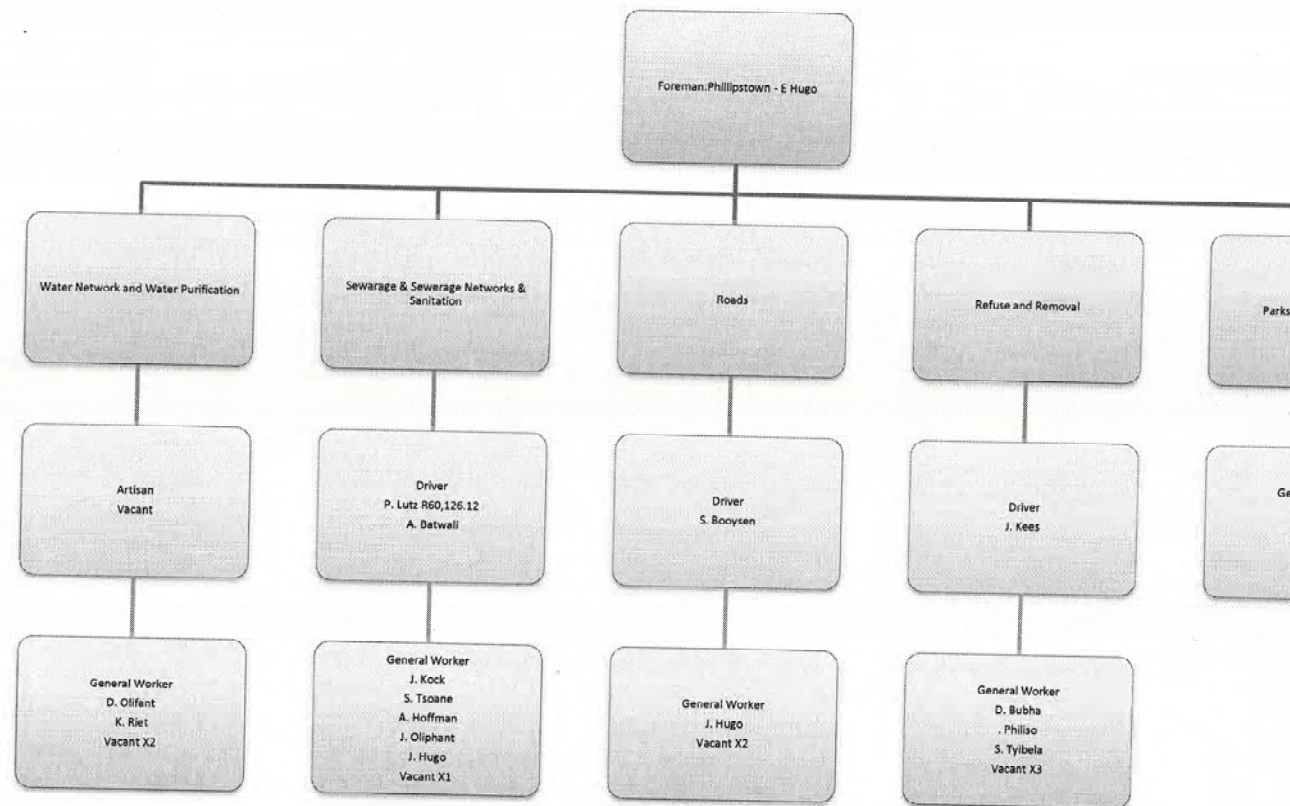 Foreman:Phillipstown - E Hugo
Water Network and Water Purification
Sewarage & Sewerage Networks &
Sanitation
Roads
Refuse and Removal
Parks
Artisan
Vacant
Driver
P. Lutz R60,126.12
A. Batwali
Driver
S. Booysen
Driver
J. Kees
Ge
General Worker
D. Olifant
K. Riet
Vacant X2
General Worker
J. Kock
S. Tsoane
A. Hoffman
J. Oliphant
J. Hugo
Vacant X1
General Worker
J. Hugo
Vacant X2
General Worker
D. Bubha
. Philiso
S. Tyibela
Vacant X3